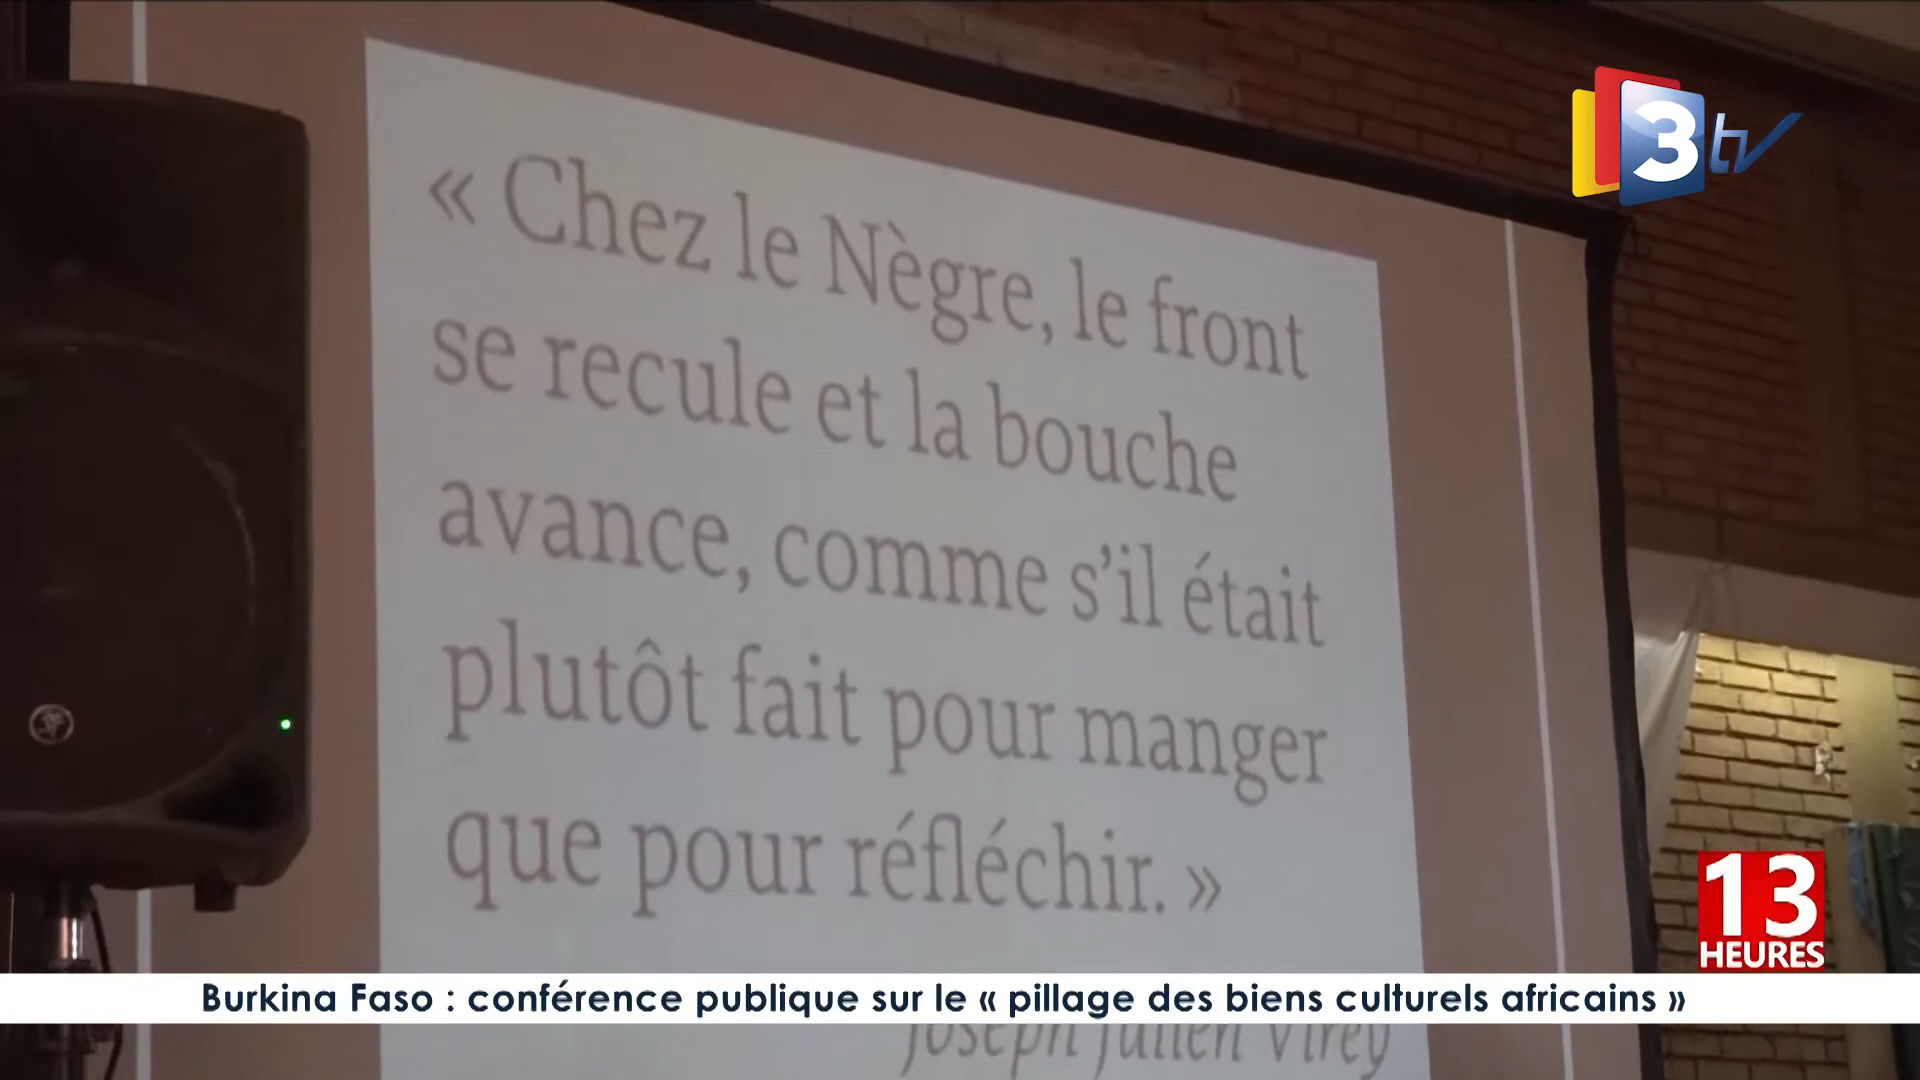 3tv
« Chez le Nègre, le front
se recule et la bouche
avance, comme s'il était
plutôt fait pour manger
que pour réfléchir. »
13
HEURES
Burkina Faso : conférence publique sur le « pillage des biens culturels africains »
Joseph Julien Virey